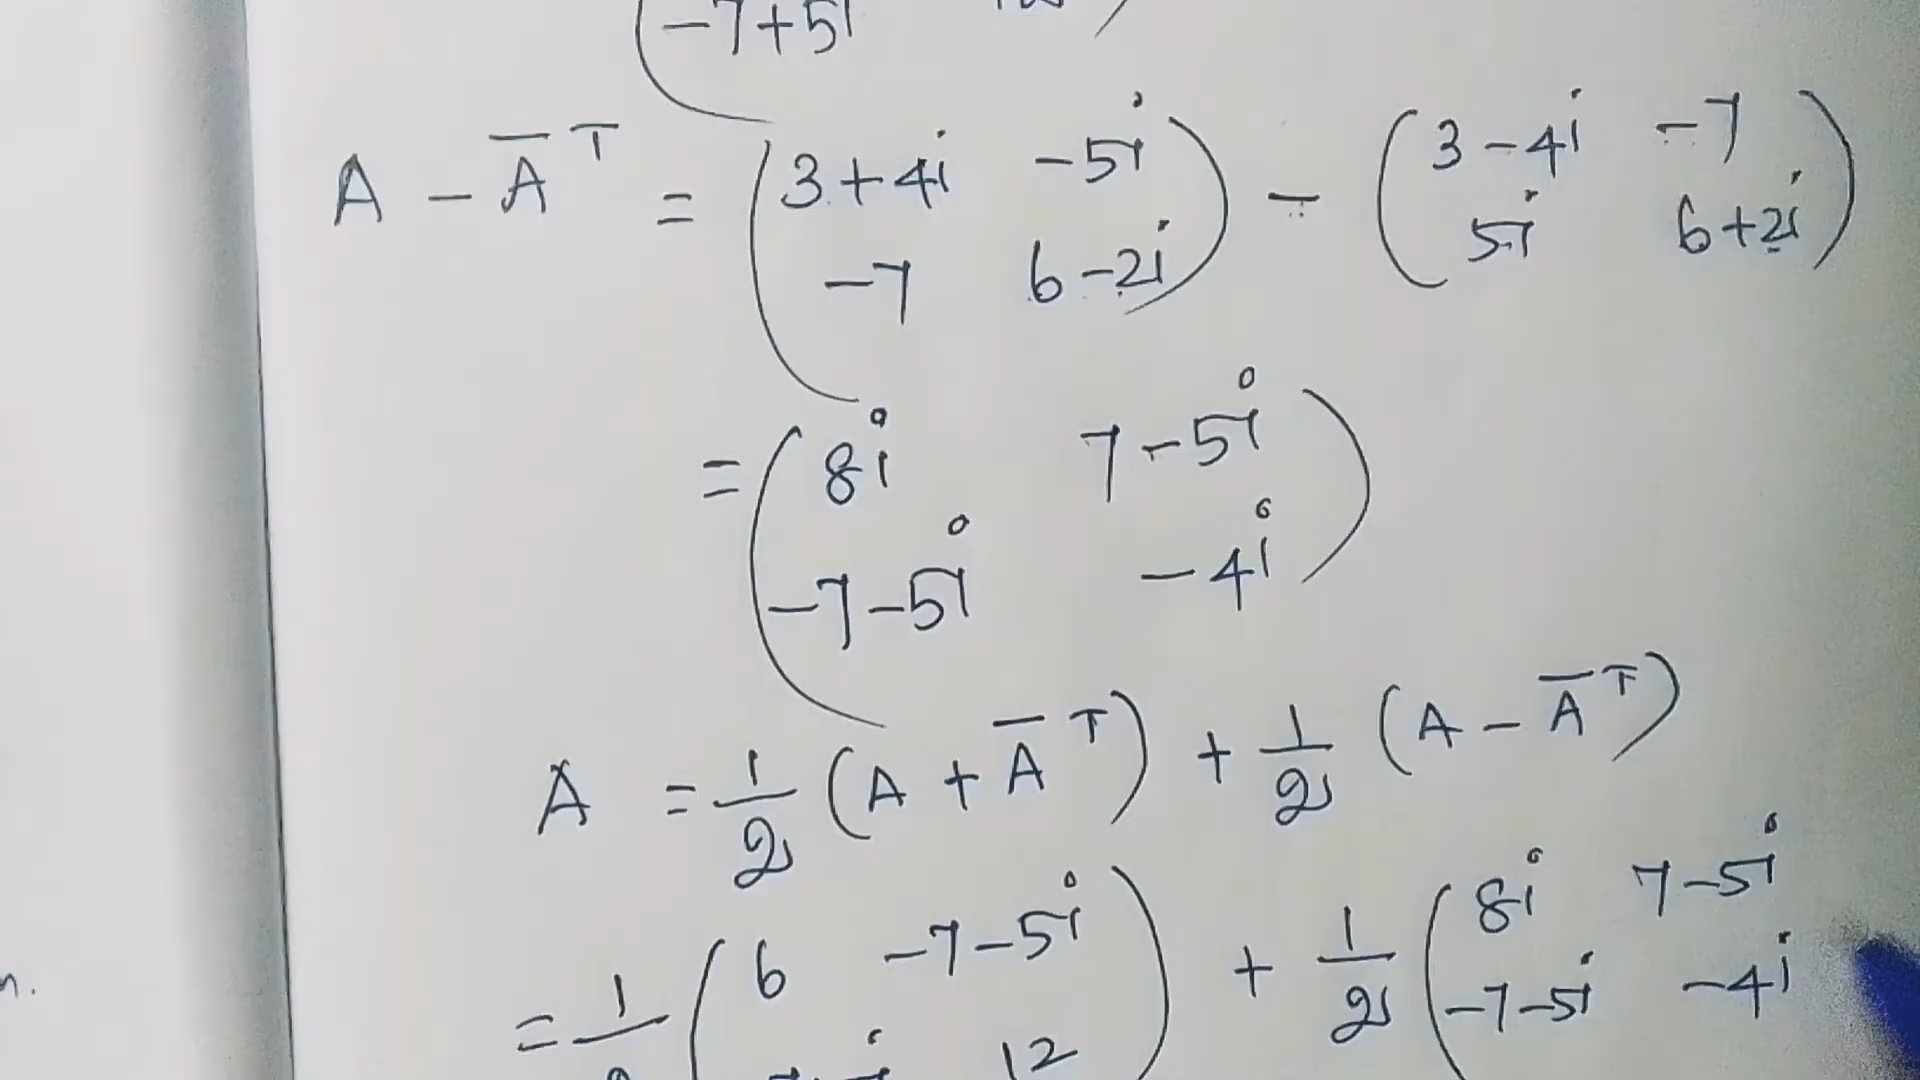 -7+5i
A - A̅ᵀ = (3+4i -5i) - (3-4i -7)
(-7 6-2i) (5i 6+2i)
= (8i 7-5i)
(-7-5i -4i)
A = 1/2 (A + A̅ᵀ) + 1/2 (A - A̅ᵀ)
= 1 (6 -7-5i) + 1/2 (8i 7-5i
12 -7-5i -4i